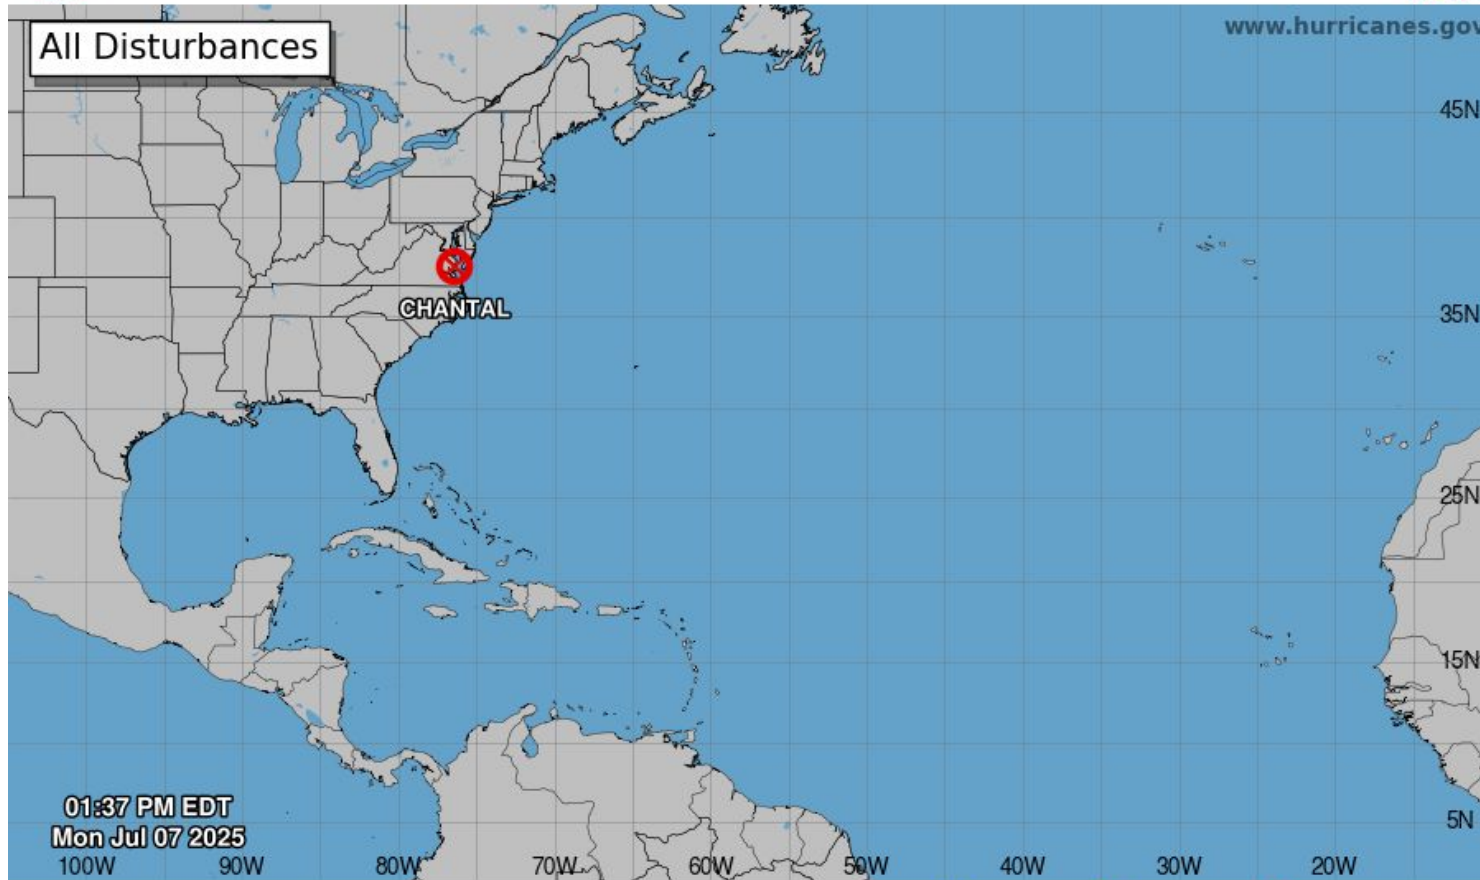 All Disturbances
www.hurricanes.gov
45N
CHANTAL
35N
25N
15N
01:37 PM EDT
Mon Jul 07 2025
5N
100W 90W 80W 70W 60W 50W 40W 30W 20W